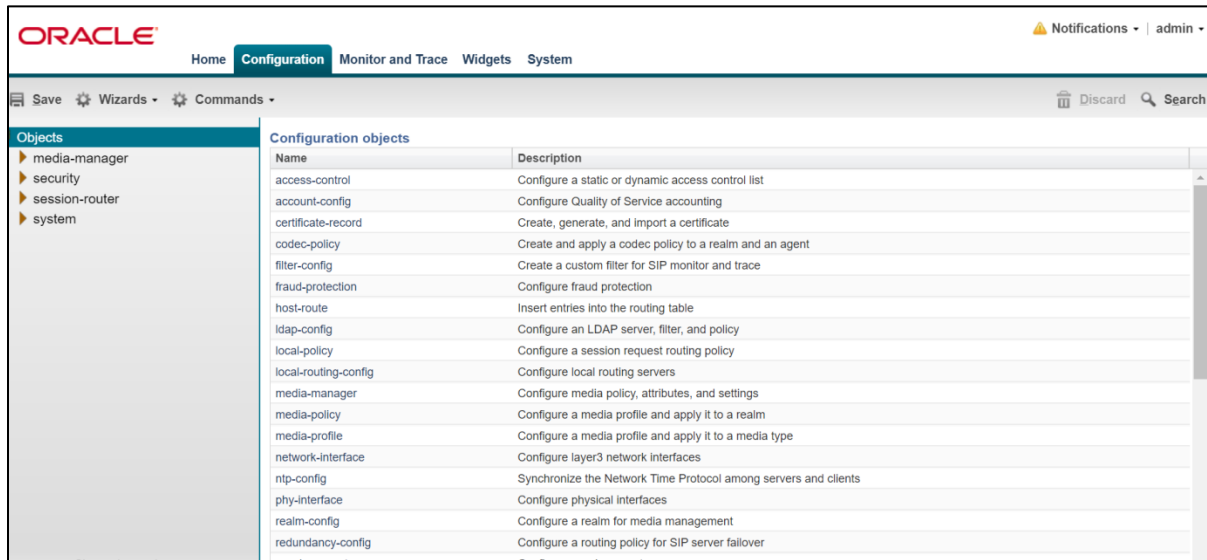 ORACLE
Notifications | admin
Home Configuration Monitor and Trace Widgets System
Save Wizards Commands Discard Search
Objects
media-manager
security
session-router
system
Configuration objects
Name Description
access-control Configure a static or dynamic access control list
account-config Configure Quality of Service accounting
certificate-record Create, generate, and import a certificate
codec-policy Create and apply a codec policy to a realm and an agent
filter-config Create a custom filter for SIP monitor and trace
fraud-protection Configure fraud protection
host-route Insert entries into the routing table
ldap-config Configure an LDAP server, filter, and policy
local-policy Configure a session request routing policy
local-routing-config Configure local routing servers
media-manager Configure media policy, attributes, and settings
media-policy Configure a media profile and apply it to a realm
media-profile Configure a media profile and apply it to a media type
network-interface Configure layer3 network interfaces
ntp-config Synchronize the Network Time Protocol among servers and clients
phy-interface Configure physical interfaces
realm-config Configure a realm for media management
redundancy-config Configure a routing policy for SIP server failover